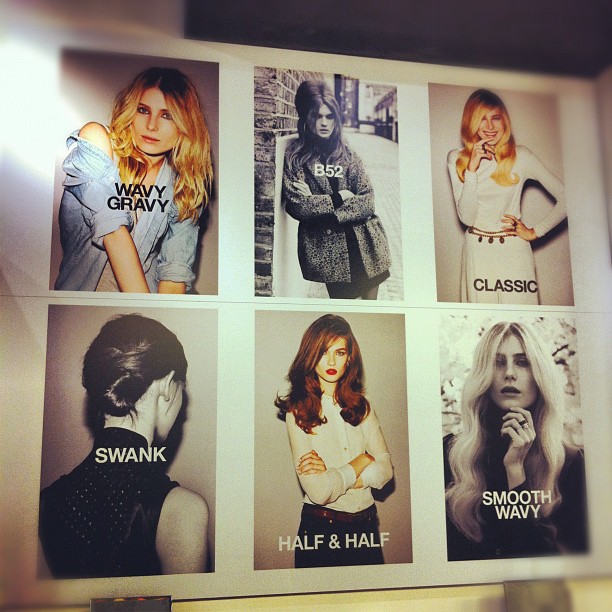 WAVY
GRAVY
B52
CLASSIC
SWANK
HALF & HALF
SMOOTH
WAVY